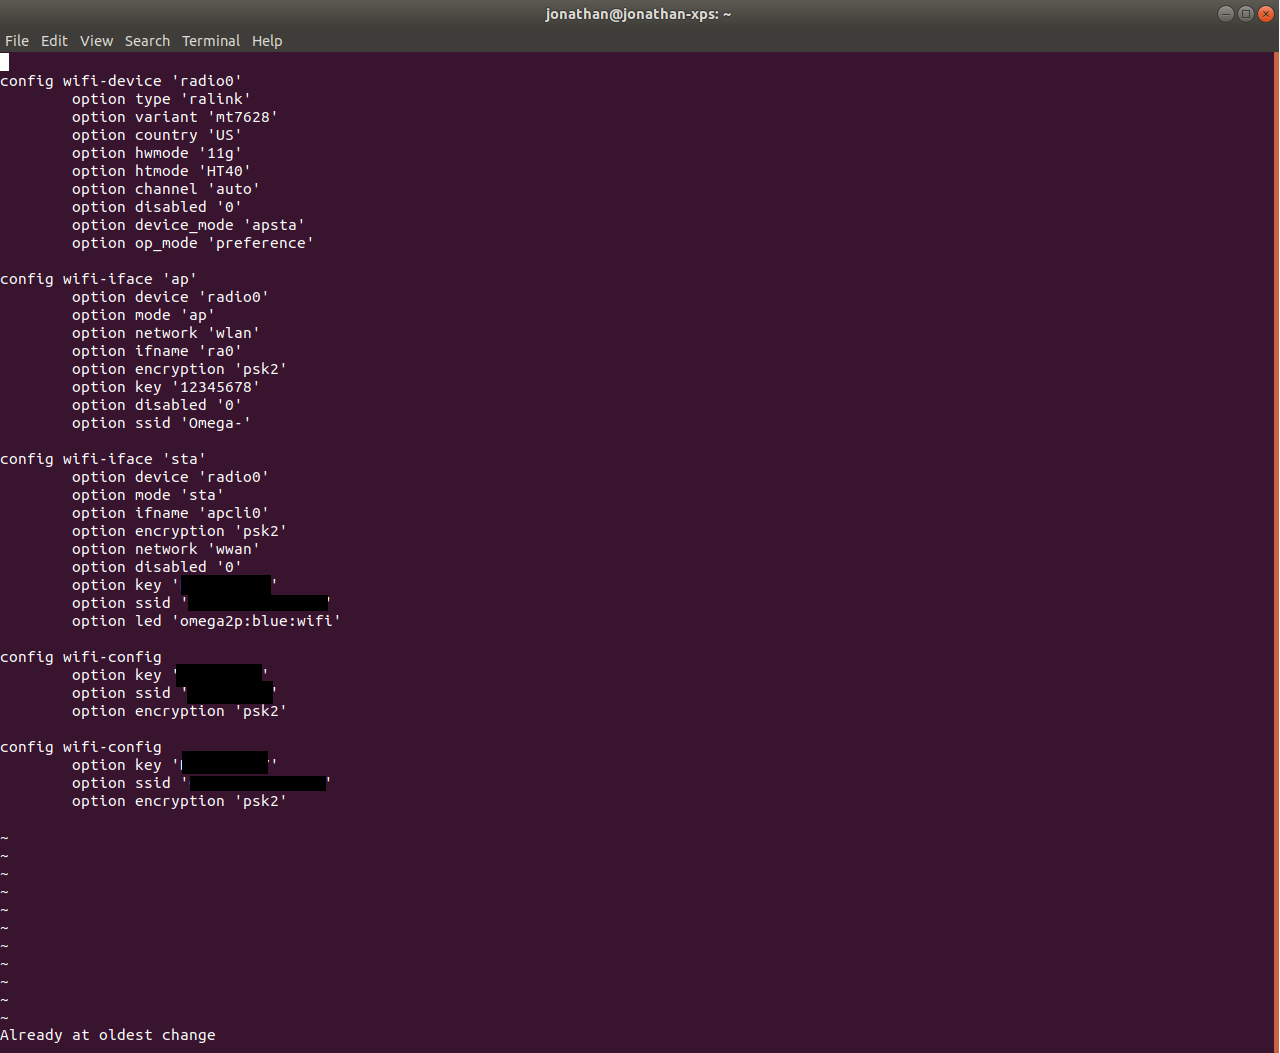 jonathan@jonathan-xps: ~
File Edit View Search Terminal Help
config wifi-device 'radio0'
        option type 'ralink'
        option variant 'mt7628'
        option country 'US'
        option hwmode '11g'
        option htmode 'HT40'
        option channel 'auto'
        option disabled '0'
        option device_mode 'apsta'
        option op_mode 'preference'

config wifi-iface 'ap'
        option device 'radio0'
        option mode 'ap'
        option network 'wlan'
        option ifname 'ra0'
        option encryption 'psk2'
        option key '12345678'
        option disabled '0'
        option ssid 'Omega-'

config wifi-iface 'sta'
        option device 'radio0'
        option mode 'sta'
        option ifname 'apcli0'
        option encryption 'psk2'
        option network 'wwan'
        option disabled '0'
        option key ' '
        option ssid ' '
        option led 'omega2p:blue:wifi'

config wifi-config
        option key ' '
        option ssid ' '
        option encryption 'psk2'

config wifi-config
        option key ' '
        option ssid ' '
        option encryption 'psk2'

~
~
~
~
~
~
~
~
~
~
~
Already at oldest change